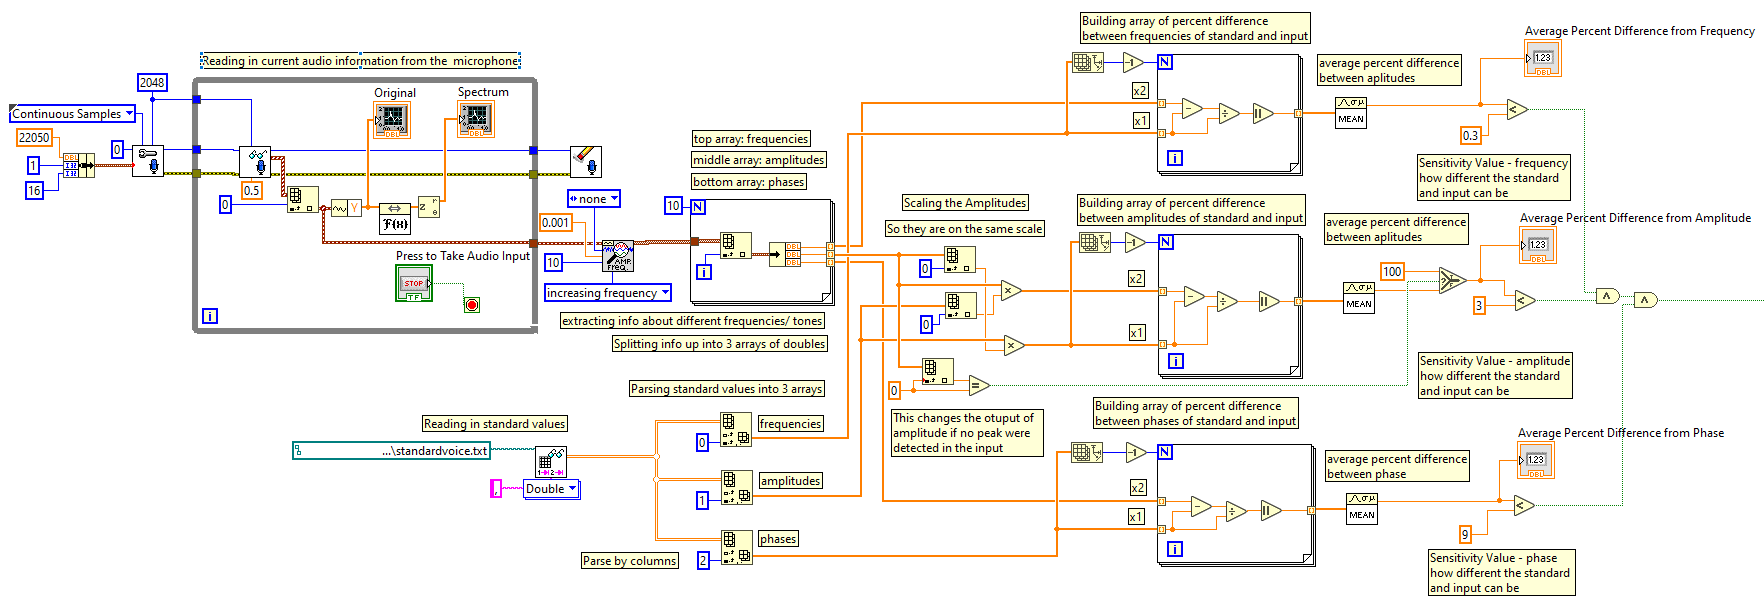 Reading in current audio information from the  microphone
2048
Continuous Samples
22050
1
16
DBL
I32
I32
0
0.5
0
Original
DBL
Spectrum
DBL
Y
F(x)
z
r
θ
Press to Take Audio Input
STOP
TF
i
none
0.001
10
AMP
FREQ.
increasing frequency
top array: frequencies
middle array: amplitudes
bottom array: phases
10
N
i
DBL
DBL
DBL
extracting info about different frequencies/ tones
Splitting info up into 3 arrays of doubles
Parsing standard values into 3 arrays
Reading in standard values
...\standardvoice.txt
,
Double
0
frequencies
1
amplitudes
2
phases
Parse by columns
Scaling the Amplitudes
So they are on the same scale
0
0
0
This changes the otuput of
amplitude if no peak were
detected in the input
Building array of percent difference
between frequencies of standard and input
-1
N
x2
x1
i
average percent difference
between aplitudes
MEAN
Average Percent Difference from Frequency
1.23
DBL
0.3
Sensitivity Value - frequency
how different the standard
and input can be
Building array of percent difference
between amplitudes of standard and input
-1
N
x2
x1
i
average percent difference
between aplitudes
MEAN
100
Average Percent Difference from Amplitude
1.23
DBL
3
Sensitivity Value - amplitude
how different the standard
and input can be
Building array of percent difference
between phases of standard and input
-1
N
x2
x1
i
average percent difference
between phase
MEAN
Average Percent Difference from Phase
1.23
DBL
9
Sensitivity Value - phase
how different the standard
and input can be